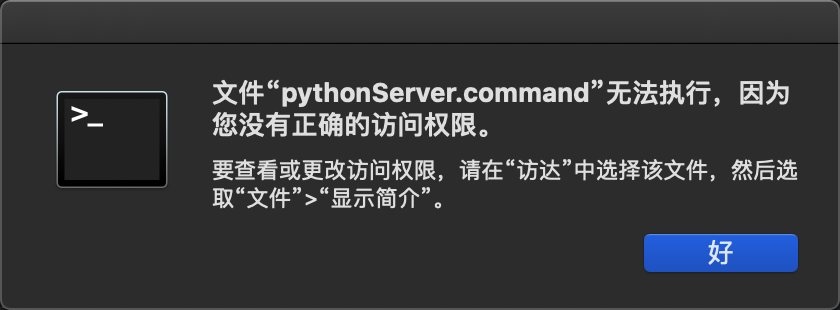 >_
文件“pythonServer.command”无法执行，因为
您没有正确的访问权限。
要查看或更改访问权限，请在“访达”中选择该文件，然后选
取“文件”>“显示简介”。
好